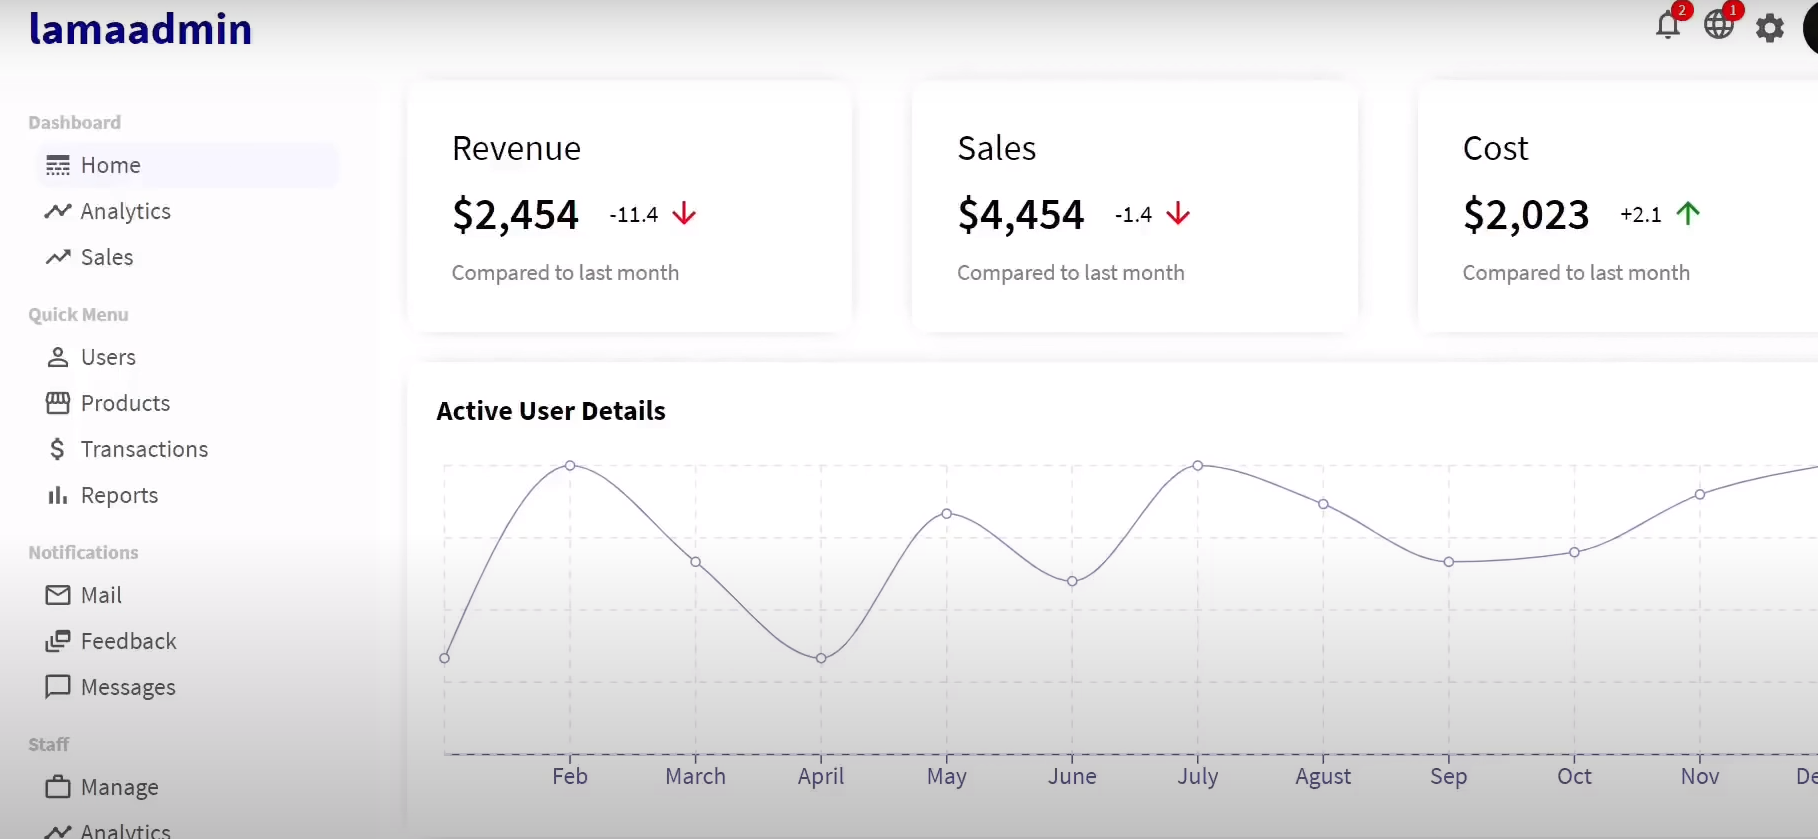 lamaadmin
2
1
Dashboard
Home
Analytics
Sales
Quick Menu
Users
Products
Transactions
Reports
Notifications
Mail
Feedback
Messages
Staff
Manage
Analytics
Revenue
$2,454 -11.4
Compared to last month
Sales
$4,454 -1.4
Compared to last month
Cost
$2,023 +2.1
Compared to last month
Active User Details
Feb March April May June July Agust Sep Oct Nov De